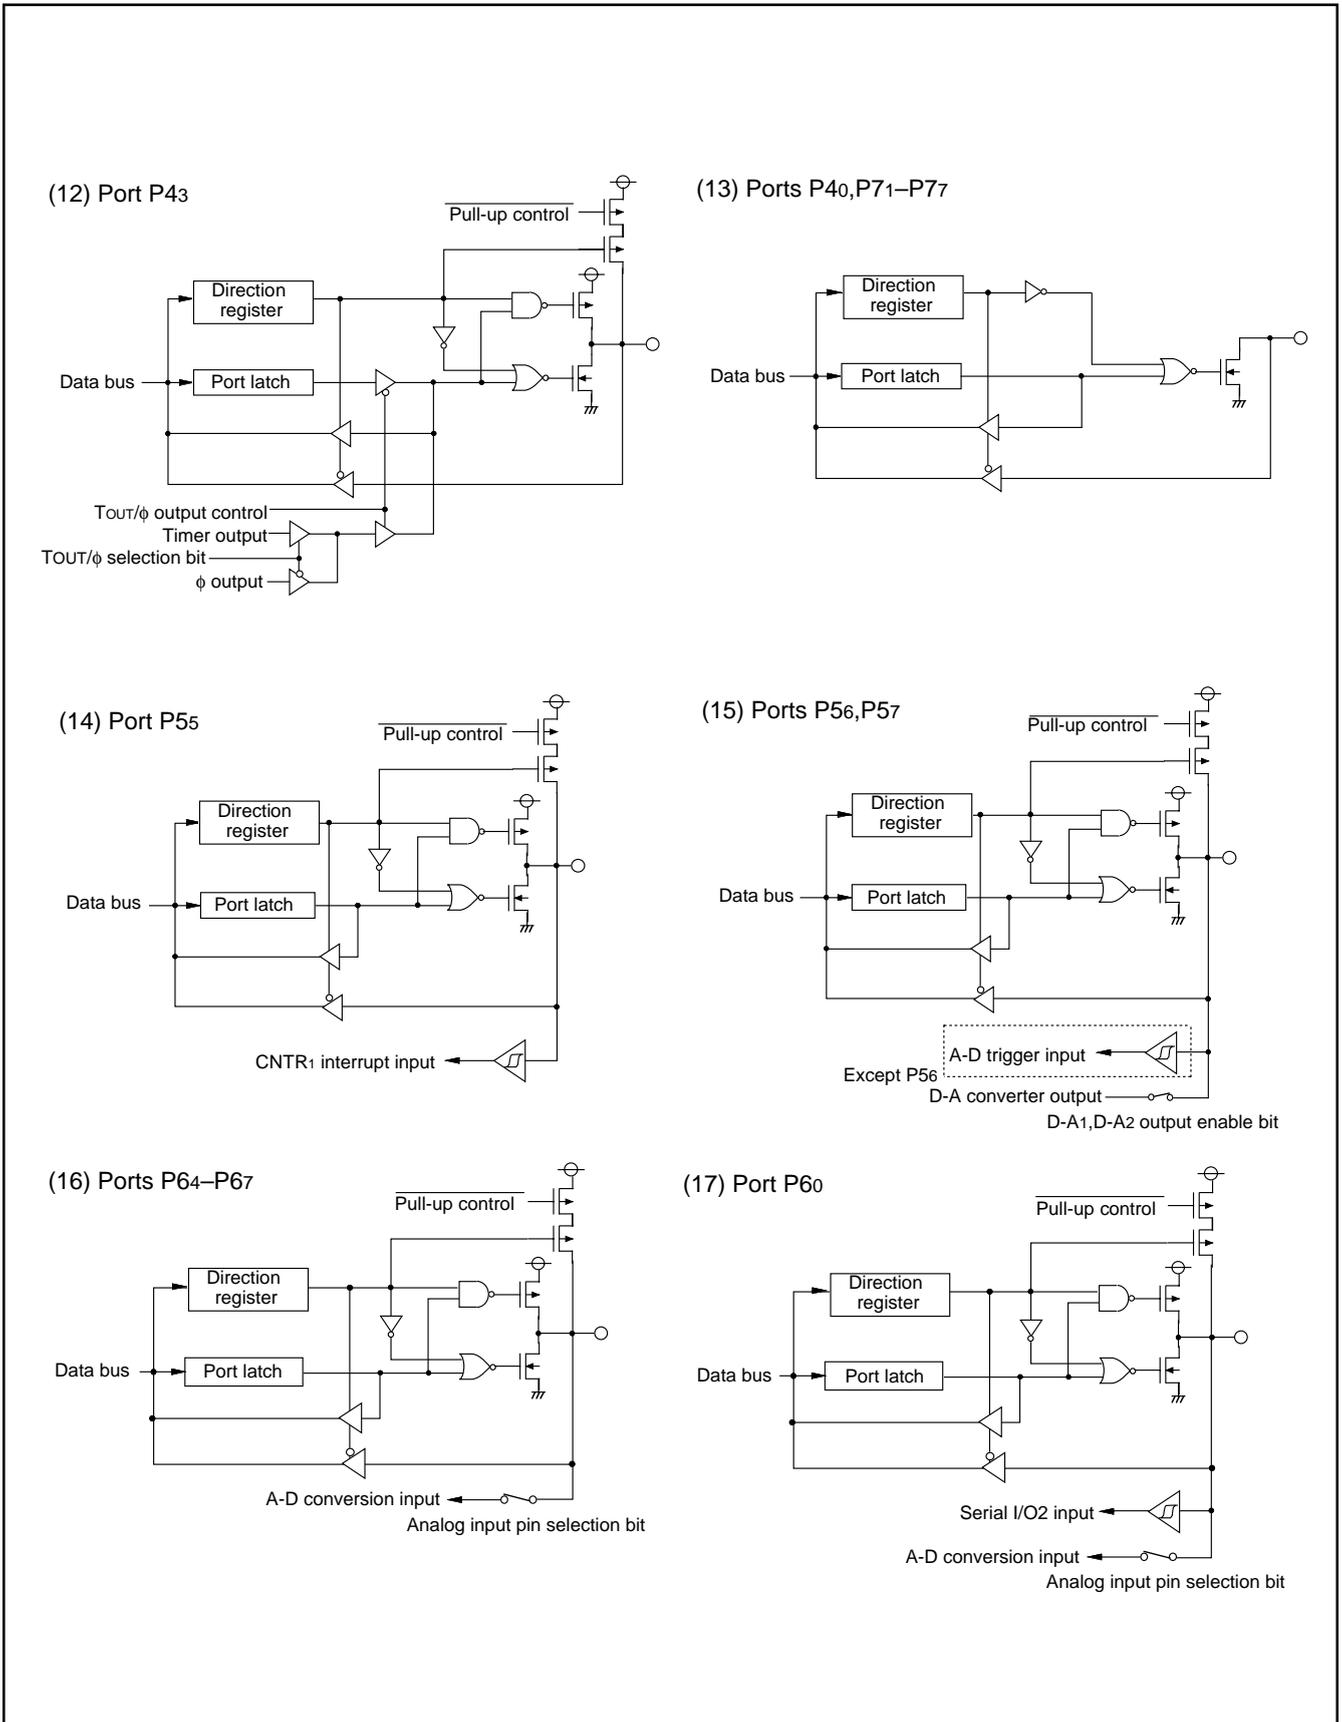 (12) Port P43
Pull-up control
Direction
register
Data bus
Port latch
TOUT/ϕ output control
Timer output
TOUT/ϕ selection bit
ϕ output
(13) Ports P40,P71–P77
Direction
register
Data bus
Port latch
(14) Port P55
Pull-up control
Direction
register
Data bus
Port latch
CNTR1 interrupt input
(15) Ports P56,P57
Pull-up control
Direction
register
Data bus
Port latch
A-D trigger input
Except P56
D-A converter output
D-A1,D-A2 output enable bit
(16) Ports P64–P67
Pull-up control
Direction
register
Data bus
Port latch
A-D conversion input
Analog input pin selection bit
(17) Port P60
Pull-up control
Direction
register
Data bus
Port latch
Serial I/O2 input
A-D conversion input
Analog input pin selection bit